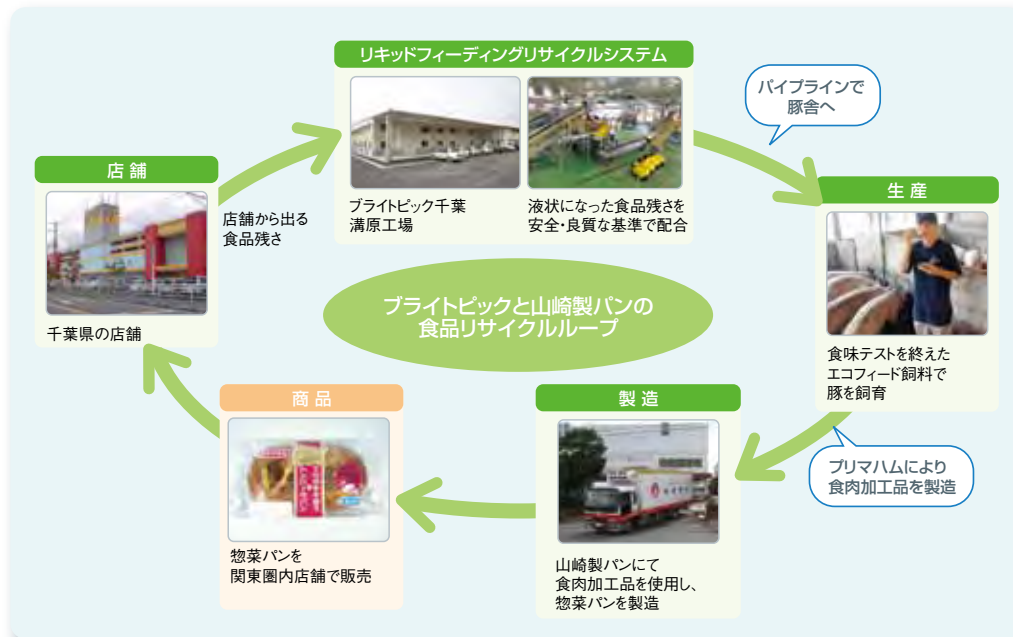 リキッドフィーディングリサイクルシステム
ブライトピック千葉
溝原工場
液状になった食品残さを
安全・良質な基準で配合
パイプラインで
豚舎へ
店舗
千葉県の店舗
店舗から出る
食品残さ
生産
食味テストを終えた
エコフィード飼料で
豚を飼育
ブライトピックと山崎製パンの
食品リサイクルループ
プリマハムにより
食肉加工品を製造
製造
山崎製パンにて
食肉加工品を使用し、
惣菜パンを製造
商品
惣菜パンを
関東圏内店舗で販売